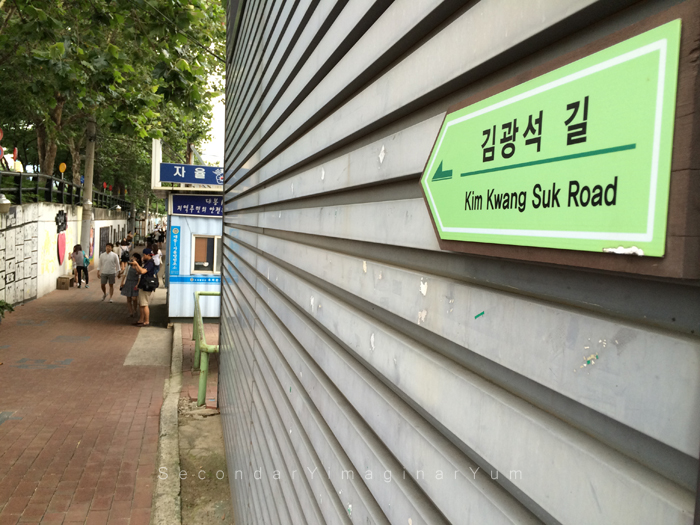 김광석 길
Kim Kwang Suk Road
자율
SecondarYimaginarYum